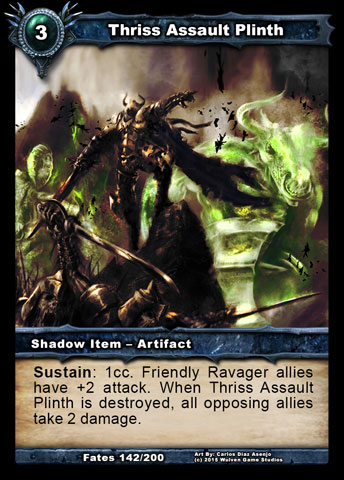 3
Thriss Assault Plinth
Shadow Item – Artifact
Sustain: 1cc. Friendly Ravager allies
have +2 attack. When Thriss Assault
Plinth is destroyed, all opposing allies
take 2 damage.
Fates 142/200
Art By: Carlos Diaz Asenjo
(c) 2015 Wulven Game Studios